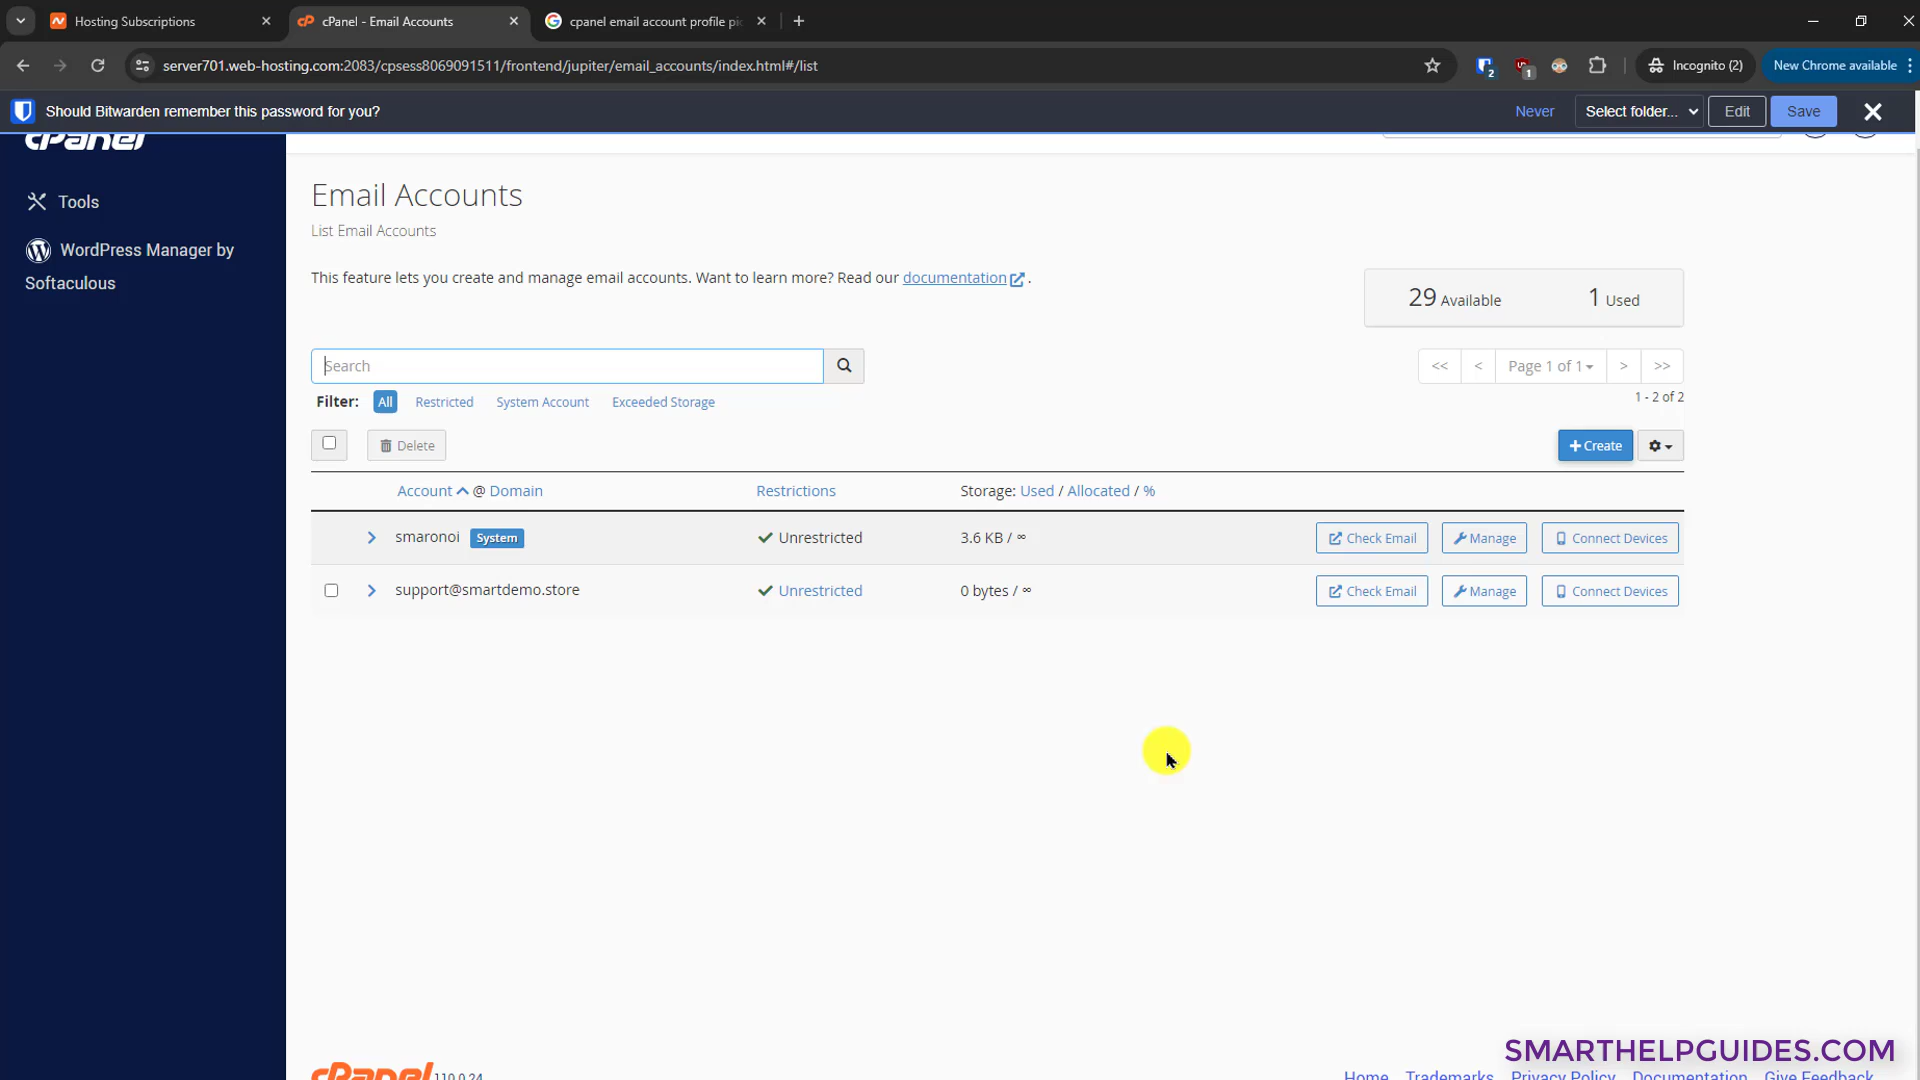 Hosting Subscriptions
cPanel - Email Accounts
cpanel email account profile pi
server701.web-hosting.com:2083/cpsess8069091511/frontend/jupiter/email_accounts/index.html#/list
2
1
Incognito (2)
New Chrome available
Should Bitwarden remember this password for you?
Never
Select folder...
Edit
Save
cPanel
Tools
WordPress Manager by
Softaculous
Email Accounts
List Email Accounts
This feature lets you create and manage email accounts. Want to learn more? Read our documentation .
29 Available
1 Used
Search
<< < Page 1 of 1 > >>
1 - 2 of 2
Filter: All Restricted System Account Exceeded Storage
Delete
+ Create
Account @ Domain Restrictions Storage: Used / Allocated / %
smaronoi System Unrestricted 3.6 KB / ∞ Check Email Manage Connect Devices
support@smartdemo.store Unrestricted 0 bytes / ∞ Check Email Manage Connect Devices
SMARTHELPGUIDES.COM
cPanel 110.0.24
Home Trademarks Privacy Policy Documentation Give Feedback